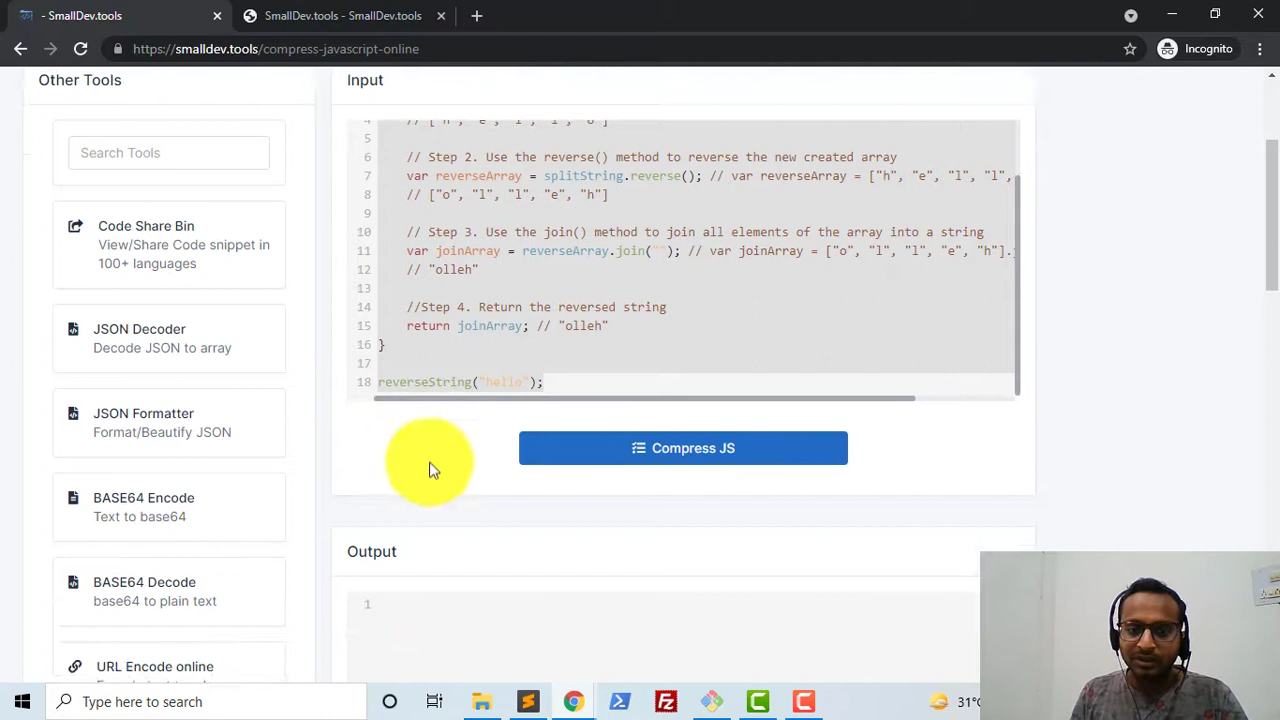 - SmallDev.tools
SmallDev.tools - SmallDev.tools
https://smalldev.tools/compress-javascript-online
Incognito
Other Tools
Search Tools
Code Share Bin
View/Share Code snippet in
100+ languages
JSON Decoder
Decode JSON to array
JSON Formatter
Format/Beautify JSON
BASE64 Encode
Text to base64
BASE64 Decode
base64 to plain text
URL Encode online
Input
4 // ["h", "e", "l", "l", "o"]
5
6 // Step 2. Use the reverse() method to reverse the new created array
7 var reverseArray = splitString.reverse(); // var reverseArray = ["h", "e", "l", "l",
8 // ["o", "l", "l", "e", "h"]
9
10 // Step 3. Use the join() method to join all elements of the array into a string
11 var joinArray = reverseArray.join(""); // var joinArray = ["o", "l", "l", "e", "h"].
12 // "olleh"
13
14 //Step 4. Return the reversed string
15 return joinArray; // "olleh"
16 }
17
18 reverseString("hello");
Compress JS
Output
1
Type here to search
31°